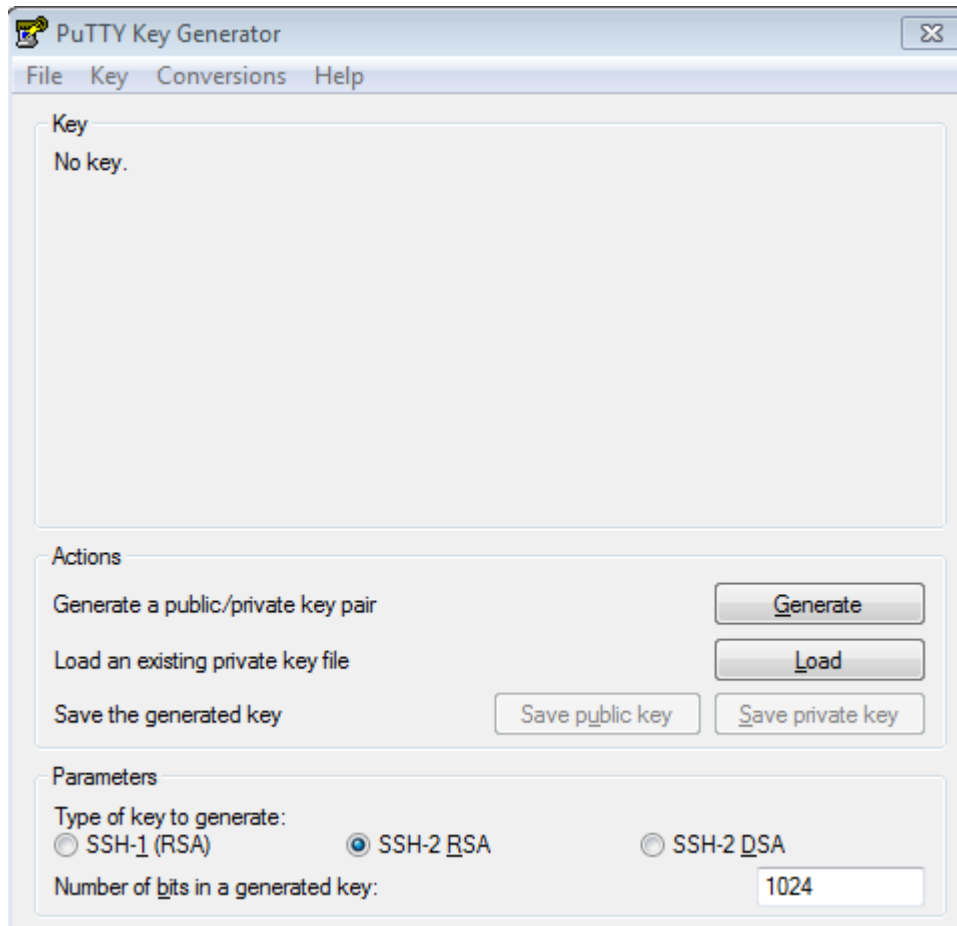 PuTTY Key Generator
File Key Conversions Help
Key
No key.
Actions
Generate a public/private key pair Generate
Load an existing private key file Load
Save the generated key Save public key Save private key
Parameters
Type of key to generate:
SSH-1 (RSA) SSH-2 RSA SSH-2 DSA
Number of bits in a generated key: 1024